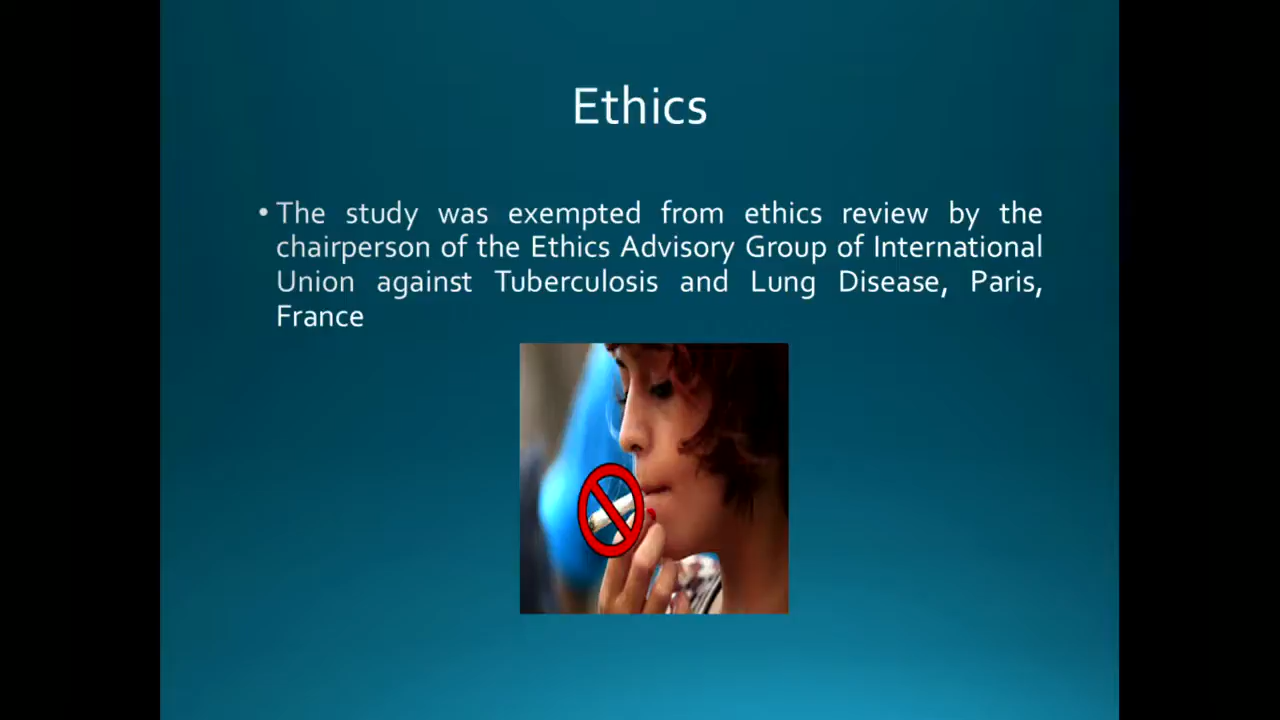 Ethics
• The study was exempted from ethics review by the
chairperson of the Ethics Advisory Group of International
Union against Tuberculosis and Lung Disease, Paris,
France